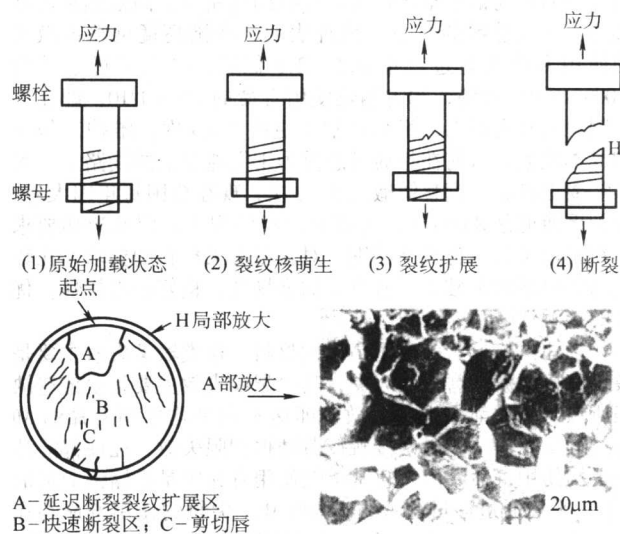 应力 应力 应力 应力
螺栓
H
螺母
(1) 原始加载状态 (2) 裂纹核萌生 (3) 裂纹扩展 (4) 断裂
起点
H局部放大
A
A部放大
B
C
20μm
A-延迟断裂裂纹扩展区
B-快速断裂区；C-剪切唇